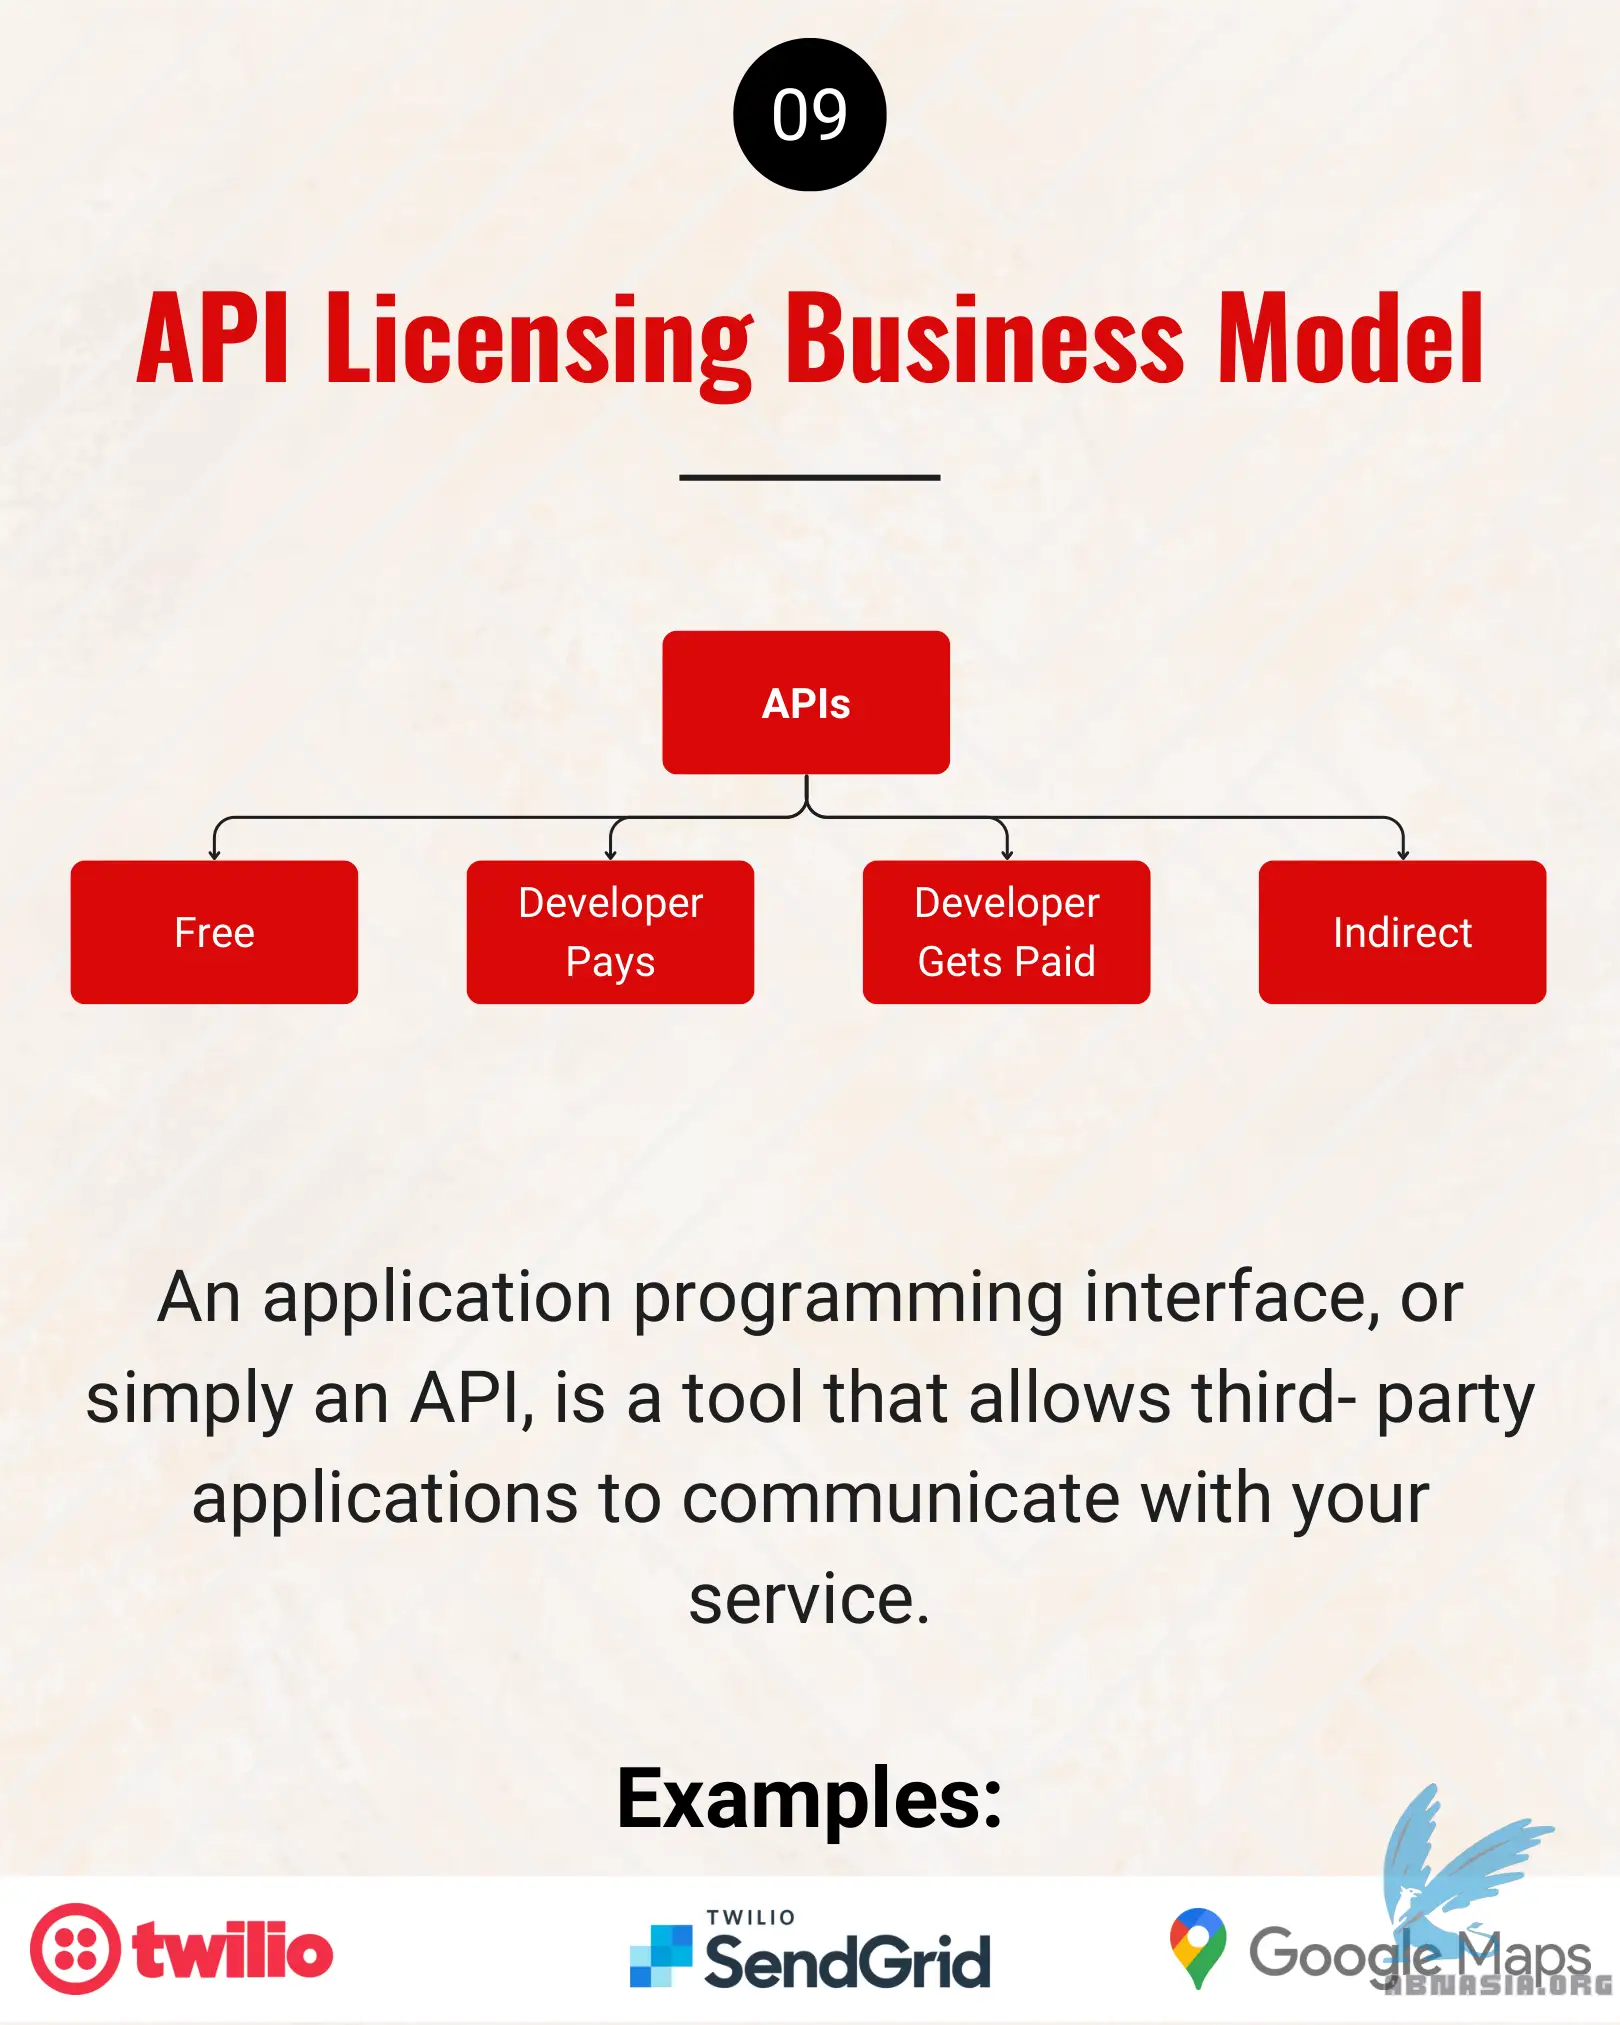 09
API Licensing Business Model
APIs
Free
Developer
Pays
Developer
Gets Paid
Indirect
An application programming interface, or
simply an API, is a tool that allows third- party
applications to communicate with your
service.
Examples:
twilio
TWILIO
SendGrid
Google Maps
ABNASIA.ORG